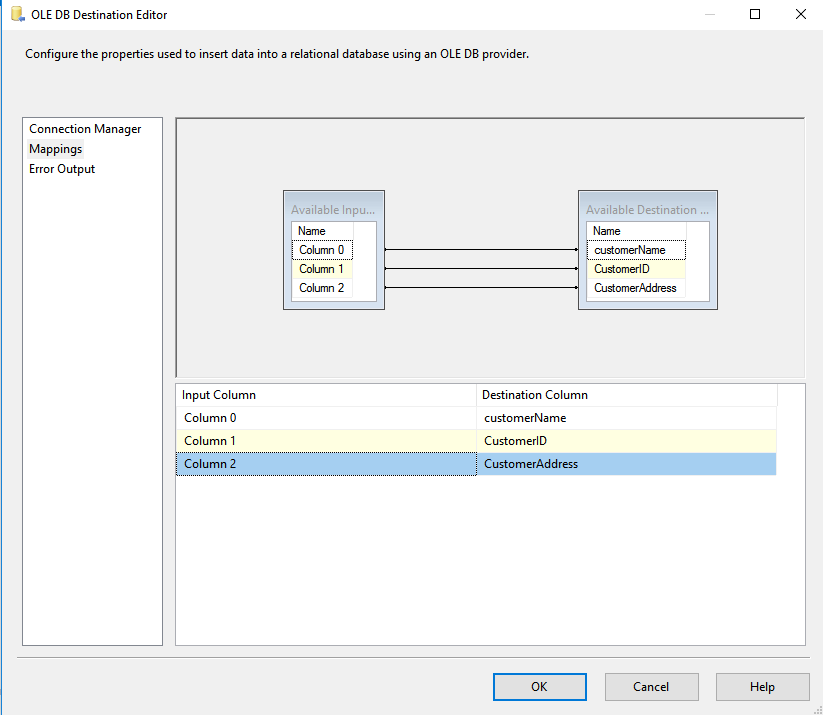 OLE DB Destination Editor
Configure the properties used to insert data into a relational database using an OLE DB provider.
Connection Manager
Mappings
Error Output
Available Inpu...
Name
Column 0
Column 1
Column 2
Available Destination ...
Name
customerName
CustomerID
CustomerAddress
Input Column Destination Column
Column 0 customerName
Column 1 CustomerID
Column 2 CustomerAddress
OK Cancel Help